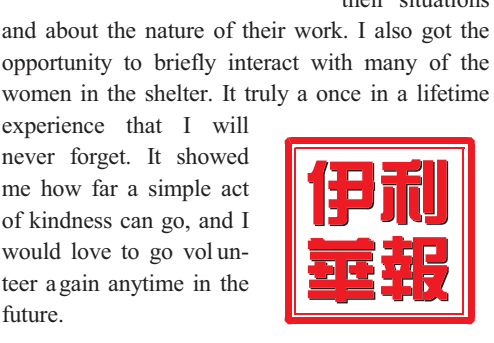 their situations
and about the nature of their work. I also got the
opportunity to briefly interact with many of the
women in the shelter. It truly a once in a lifetime
experience that I will
never forget. It showed
me how far a simple act
of kindness can go, and I
would love to go volun-
teer again anytime in the
future.
伊利
華報